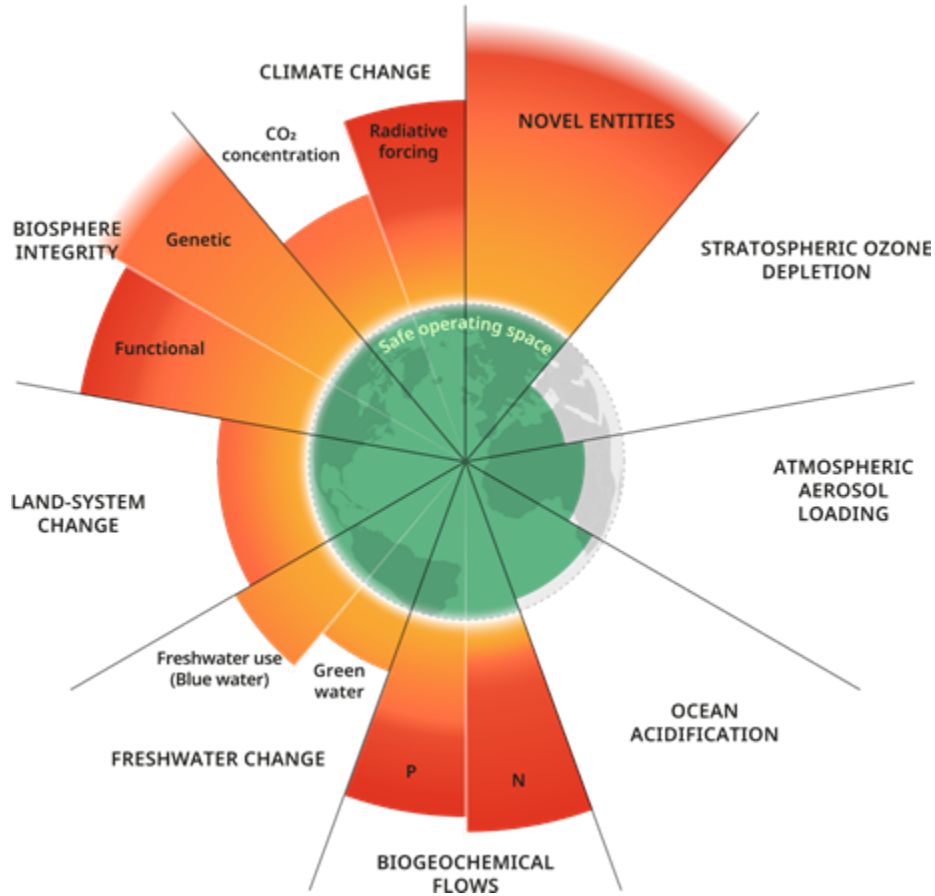 CLIMATE CHANGE
CO₂
concentration
Radiative
forcing
NOVEL ENTITIES
BIOSPHERE
INTEGRITY
Genetic
STRATOSPHERIC OZONE
DEPLETION
Functional
Safe operating space
LAND-SYSTEM
CHANGE
ATMOSPHERIC
AEROSOL
LOADING
Freshwater use
(Blue water)
Green
water
FRESHWATER CHANGE
OCEAN
ACIDIFICATION
P
N
BIOGEOCHEMICAL
FLOWS